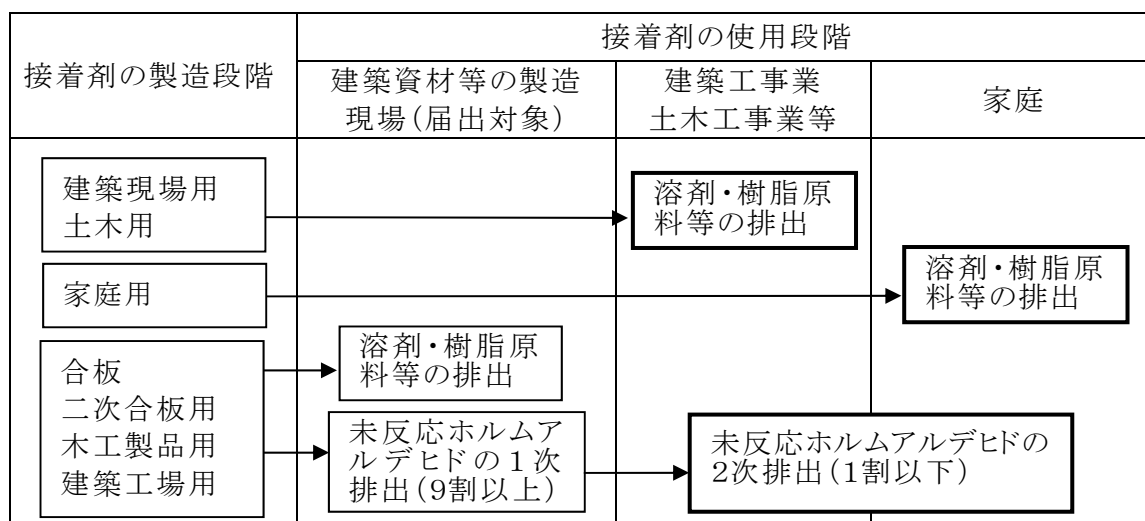 接着剤の製造段階
接着剤の使用段階
建築資材等の製造
現場(届出対象)
建築工事業
土木工事業等
家庭
建築現場用
土木用
溶剤・樹脂原
料等の排出
家庭用
溶剤・樹脂原
料等の排出
合板
二次合板用
木工製品用
建築工場用
溶剤・樹脂原
料等の排出
未反応ホルムア
ルデヒドの1次
排出(9割以上)
未反応ホルムアルデヒドの
2次排出(1割以下)